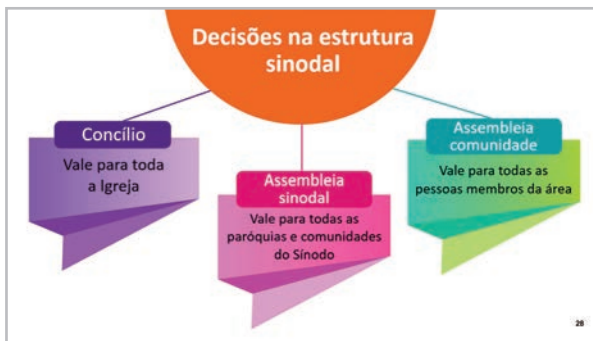 Decisões na estrutura
sinodal
Concílio
Vale para toda
a Igreja
Assembleia
sinodal
Vale para todas as
paróquias e comunidades
do Sínodo
Assembleia
comunidade
Vale para todas as
pessoas membros da área
28